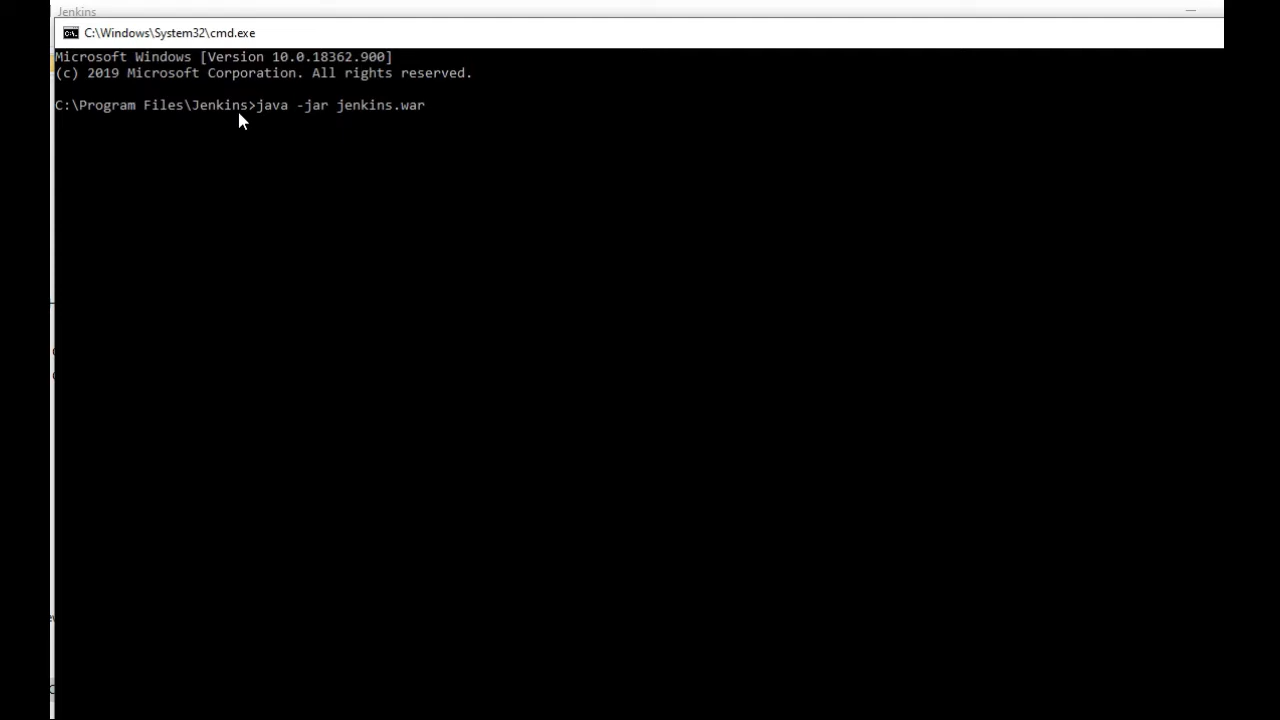 Jenkins
C:\Windows\System32\cmd.exe
Microsoft Windows [Version 10.0.18362.900]
(c) 2019 Microsoft Corporation. All rights reserved.
C:\Program Files\Jenkins>java -jar jenkins.war